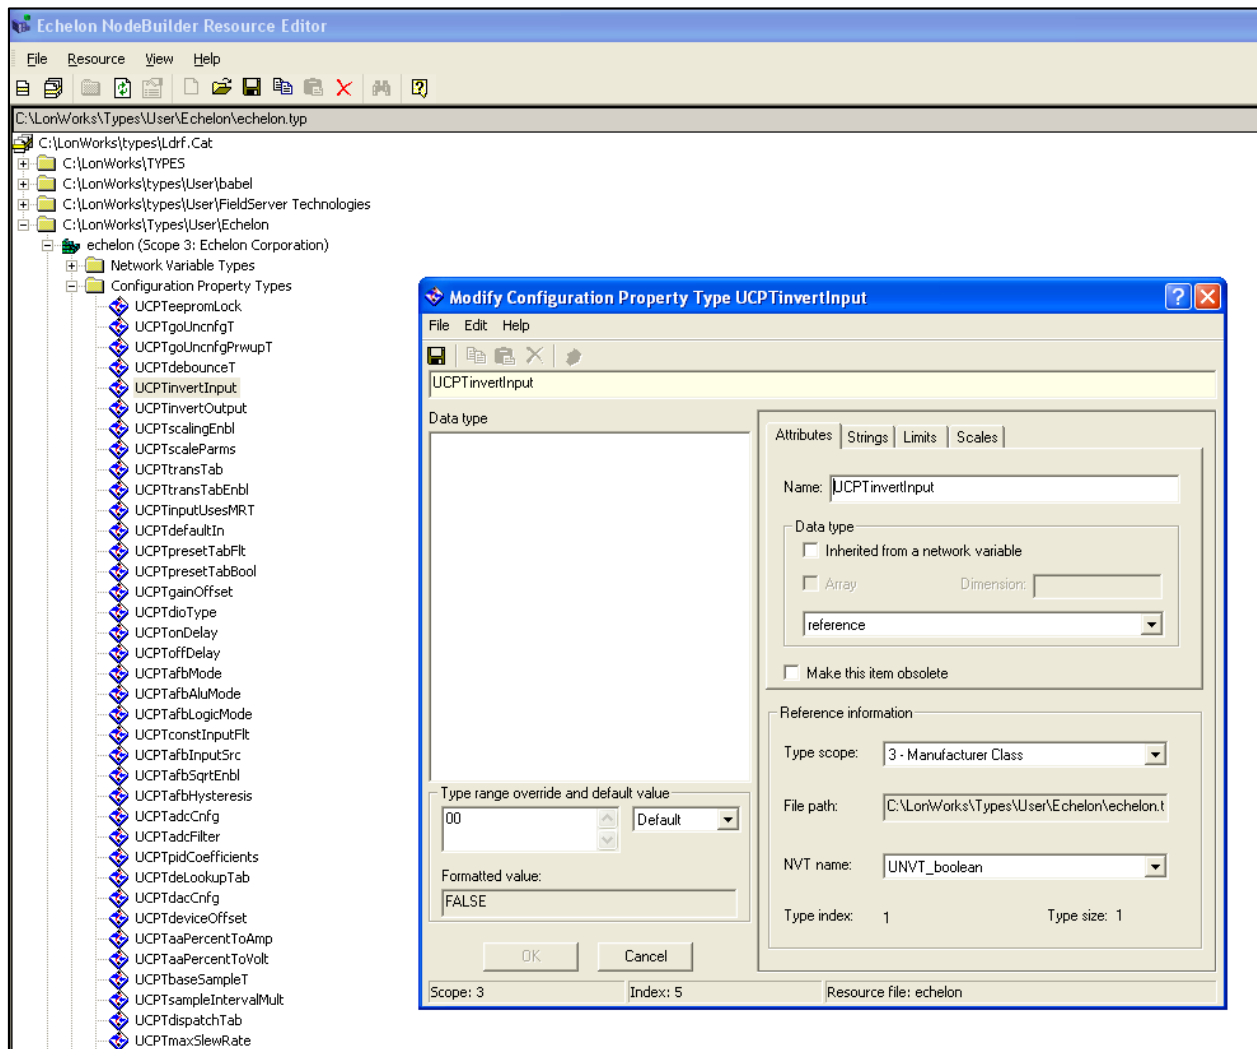 Echelon NodeBuilder Resource Editor
File Resource View Help
C:\LonWorks\Types\User\Echelon\echelon.typ
C:\LonWorks\types\Ldrf.Cat
C:\LonWorks\TYPES
C:\LonWorks\types\User\babel
C:\LonWorks\types\User\FieldServer Technologies
C:\LonWorks\Types\User\Echelon
echelon (Scope 3: Echelon Corporation)
Network Variable Types
Configuration Property Types
UCPTeepromLock
UCPTgoUncnfgT
UCPTgoUncnfgPrwupT
UCPTdebounceT
UCPTinvertInput
UCPTinvertOutput
UCPTscalingEnbl
UCPTscaleParms
UCPTtransTab
UCPTtransTabEnbl
UCPTinputUsesMRT
UCPTdefaultIn
UCPTpresetTabFlt
UCPTpresetTabBool
UCPTgainOffset
UCPTdioType
UCPTonDelay
UCPToffDelay
UCPTafbMode
UCPTafbAluMode
UCPTafbLogicMode
UCPTconstInputFlt
UCPTafbInputSrc
UCPTafbSqrtEnbl
UCPTafbHysteresis
UCPTadcCnfg
UCPTadcFilter
UCPTpidCoefficients
UCPTdeLookupTab
UCPTdacCnfg
UCPTdeviceOffset
UCPTaaPercentToAmp
UCPTaaPercentToVolt
UCPTbaseSampleT
UCPTsampleIntervalMult
UCPTdispatchTab
UCPTmaxSlewRate
Modify Configuration Property Type UCPTinvertInput
File Edit Help
UCPTinvertInput
Data type
Attributes Strings Limits Scales
Name: UCPTinvertInput
Data type
Inherited from a network variable
Array Dimension:
reference
Make this item obsolete
Reference information
Type scope: 3 - Manufacturer Class
File path: C:\LonWorks\Types\User\Echelon\echelon.t
NVT name: UNVT_boolean
Type index: 1 Type size: 1
Type range override and default value
00 Default
Formatted value:
FALSE
OK Cancel
Scope: 3 Index: 5 Resource file: echelon